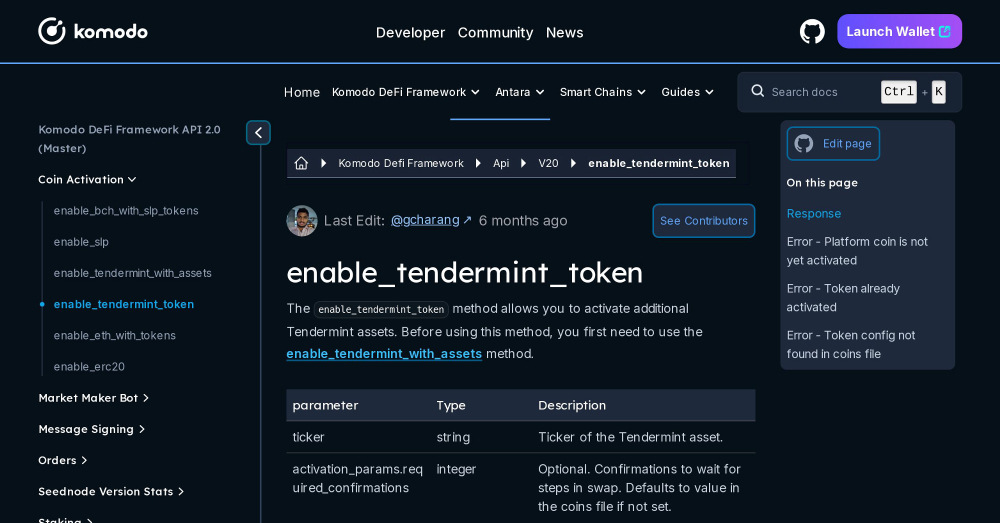 komodo
Developer Community News
Launch Wallet
Home Komodo DeFi Framework Antara Smart Chains Guides
Search docs Ctrl + K
Komodo DeFi Framework API 2.0
(Master)
Coin Activation
enable_bch_with_slp_tokens
enable_slp
enable_tendermint_with_assets
enable_tendermint_token
enable_eth_with_tokens
enable_erc20
Market Maker Bot
Message Signing
Orders
Seednode Version Stats
Staking
Komodo Defi Framework Api V20 enable_tendermint_token
Last Edit: @gcharang ↗ 6 months ago
See Contributors
enable_tendermint_token
The enable_tendermint_token method allows you to activate additional
Tendermint assets. Before using this method, you first need to use the
enable_tendermint_with_assets method.
parameter Type Description
ticker string Ticker of the Tendermint asset.
activation_params.req integer Optional. Confirmations to wait for
uired_confirmations steps in swap. Defaults to value in
the coins file if not set.
Edit page
On this page
Response
Error - Platform coin is not
yet activated
Error - Token already
activated
Error - Token config not
found in coins file